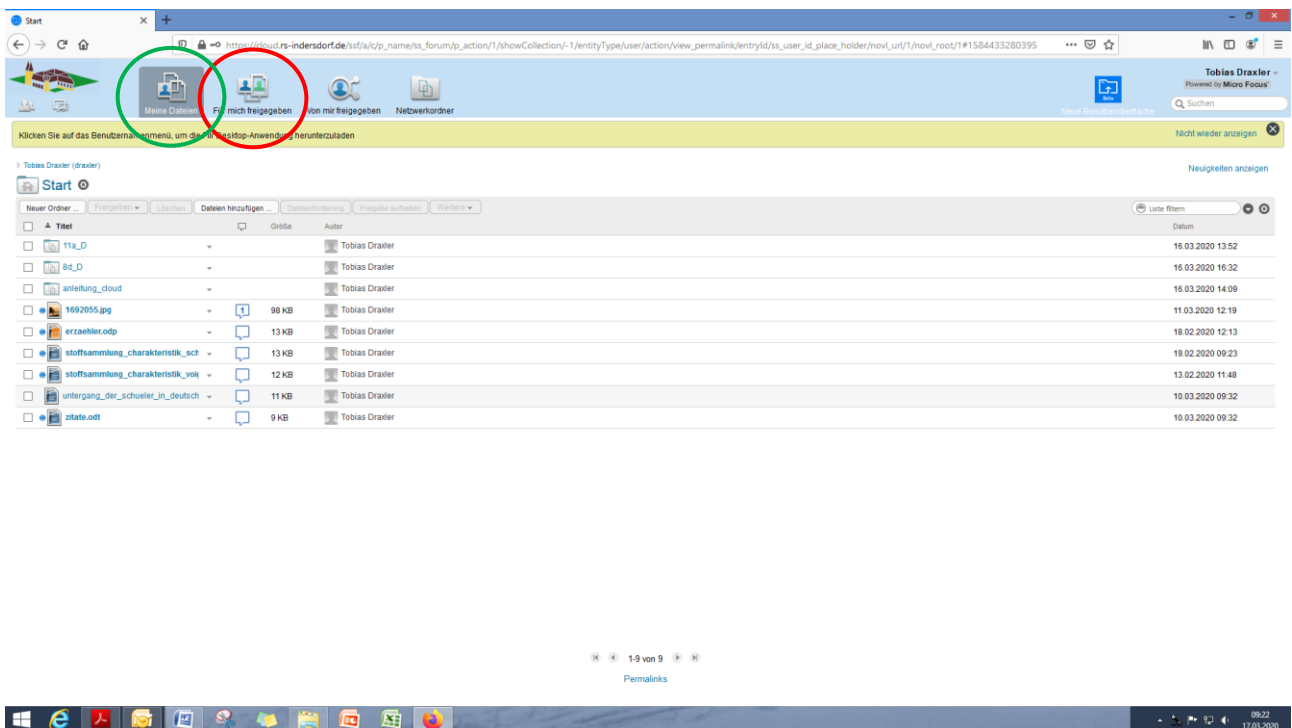 Start
https://cloud.rs-indersdorf.de/ssf/a/c/p_name/ss_forum/p_action/1/showCollection/-1/entityType/user/action/view_permalink/entryId/ss_user_id_place_holder/novl_url/1/novl_root/1#1584433280395
Meine Dateien Für mich freigegeben Von mir freigegeben Netzwerkordner
Neue Benutzeroberfläche
Beta
Tobias Draxler
Powered by Micro Focus
Suchen
Klicken Sie auf das Benutzernamenmenü, um die Filr Desktop-Anwendung herunterzuladen
Nicht wieder anzeigen
Tobias Draxler (draxler)
Neuigkeiten anzeigen
Start
Neuer Ordner ... Freigeben Löschen Dateien hinzufügen ... Dateianforderung Freigabe aufheben Weitere
Liste filtern
Titel Größe Autor Datum
11a_D Tobias Draxler 16.03.2020 13:52
8d_D Tobias Draxler 16.03.2020 16:32
anleitung_cloud Tobias Draxler 16.03.2020 14:09
1692055.jpg 1 98 KB Tobias Draxler 11.03.2020 12:19
erzaehler.odp 13 KB Tobias Draxler 18.02.2020 12:13
stoffsammlung_charakteristik_sch 13 KB Tobias Draxler 19.02.2020 09:23
stoffsammlung_charakteristik_voig 12 KB Tobias Draxler 13.02.2020 11:48
untergang_der_schueler_in_deutsch 11 KB Tobias Draxler 10.03.2020 09:32
zitate.odt 9 KB Tobias Draxler 10.03.2020 09:32
1-9 von 9
Permalinks
09:22
17.03.2020